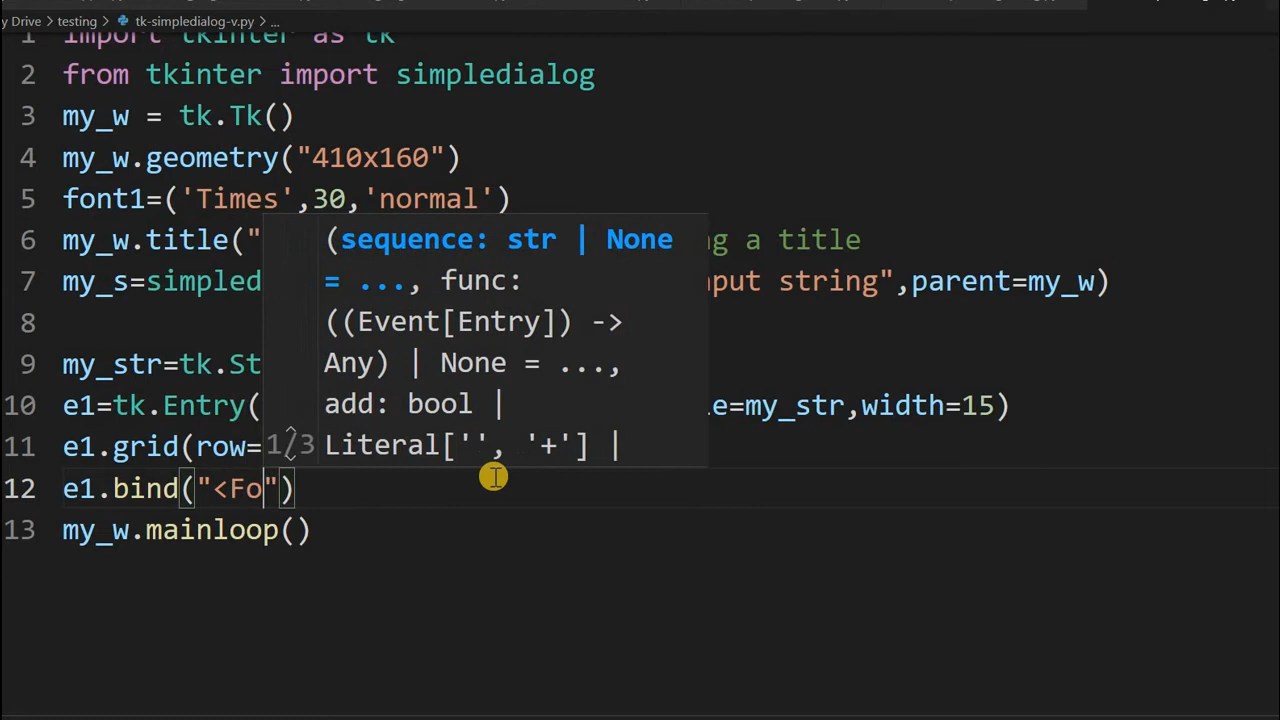 y Drive > testing > tk-simpledialog-v.py > ...
1 import tkinter as tk
2 from tkinter import simpledialog
3 my_w = tk.Tk()
4 my_w.geometry("410x160")
5 font1=('Times',30,'normal')
6 my_w.title(" g a title
7 my_s=simpled put string",parent=my_w)
8
9 my_str=tk.St
10 e1=tk.Entry( le=my_str,width=15)
11 e1.grid(row=
12 e1.bind("<Fo")
13 my_w.mainloop()
(sequence: str | None
= ..., func:
((Event[Entry]) ->
Any) | None = ...,
add: bool |
1/3 Literal['', '+'] |